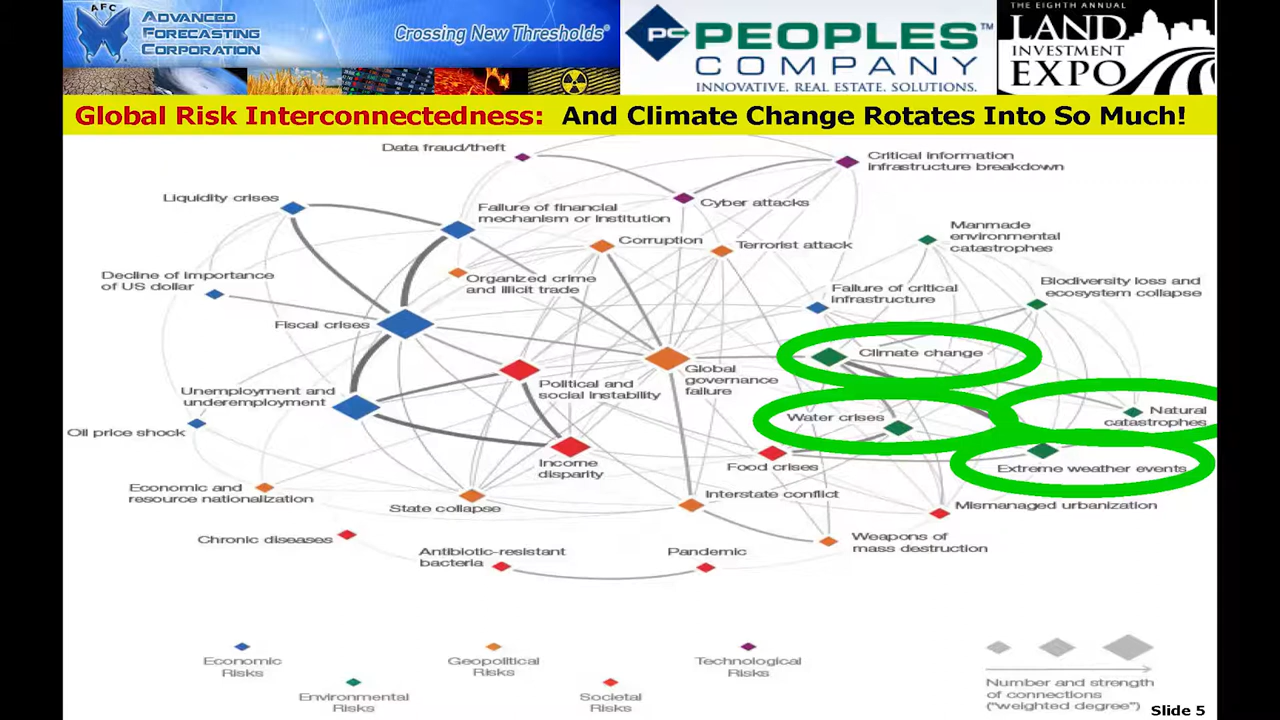 AFC
ADVANCED
FORECASTING
CORPORATION
Crossing New Thresholds®
PC
PEOPLES™
COMPANY
INNOVATIVE. REAL ESTATE. SOLUTIONS.
THE EIGHTH ANNUAL
LAND
INVESTMENT
EXPO
Global Risk Interconnectedness: And Climate Change Rotates Into So Much!
Data fraud/theft
Critical information
infrastructure breakdown
Liquidity crises
Failure of financial
mechanism or institution
Cyber attacks
Corruption
Terrorist attack
Manmade
environmental
catastrophes
Decline of importance
of US dollar
Organized crime
and illicit trade
Failure of critical
infrastructure
Biodiversity loss and
ecosystem collapse
Fiscal crises
Climate change
Global
governance
failure
Political and
social instability
Unemployment and
underemployment
Water crises
Natural
catastrophes
Oil price shock
Income
disparity
Food crises
Extreme weather events
Economic and
resource nationalization
State collapse
Interstate conflict
Mismanaged urbanization
Chronic diseases
Antibiotic-resistant
bacteria
Pandemic
Weapons of
mass destruction
Economic
Risks
Geopolitical
Risks
Technological
Risks
Environmental
Risks
Societal
Risks
Number and strength
of connections
("weighted degree")
Slide 5